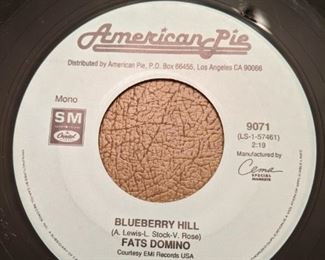 American Pie
Distributed by American Pie, P.O. Box 66455, Los Angeles, CA 90066
Mono
SM
Capitol
9071
(LS-1-57461)
2:19
Manufactured by
Cema
SPECIAL
MARKETS
BLUEBERRY HILL
(A. Lewis-L. Stock-V. Rose)
FATS DOMINO
Courtesy EMI Records USA